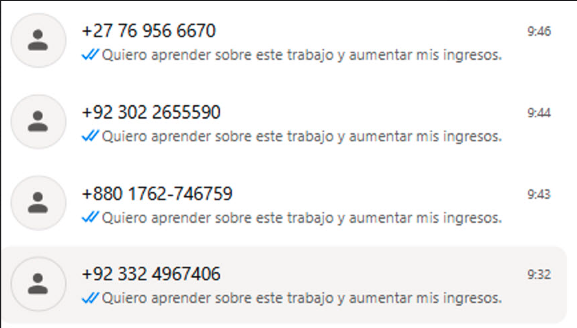 +27 76 956 6670 9:46
Quiero aprender sobre este trabajo y aumentar mis ingresos.
+92 302 2655590 9:44
Quiero aprender sobre este trabajo y aumentar mis ingresos.
+880 1762-746759 9:43
Quiero aprender sobre este trabajo y aumentar mis ingresos.
+92 332 4967406 9:32
Quiero aprender sobre este trabajo y aumentar mis ingresos.